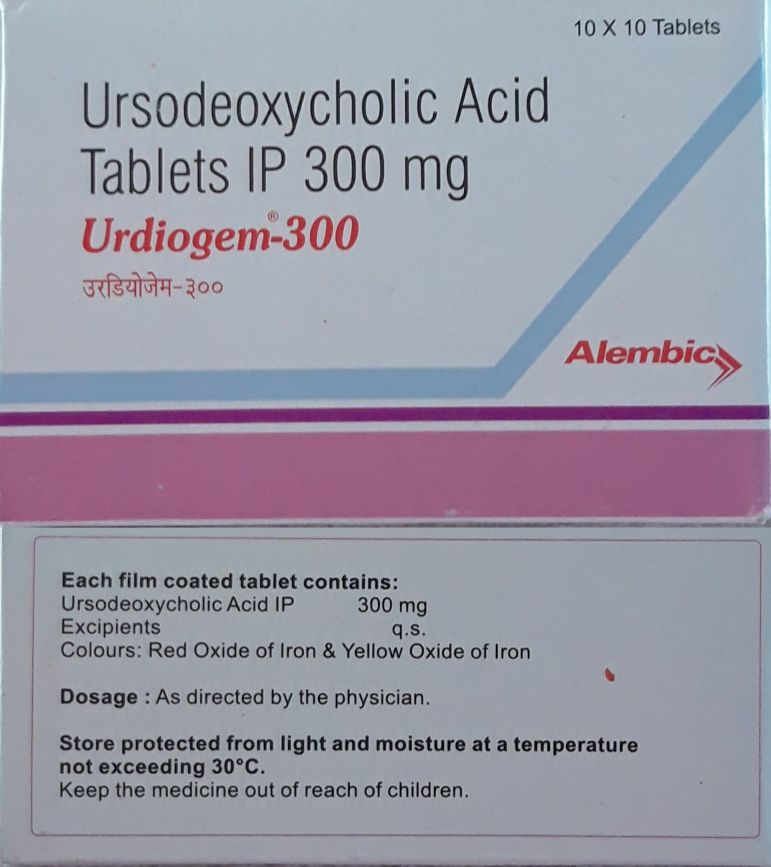 10 X 10 Tablets
Ursodeoxycholic Acid
Tablets IP 300 mg
Urdiogem®-300
उरडियोजेम-३००
Alembic
Each film coated tablet contains:
Ursodeoxycholic Acid IP 300 mg
Excipients q.s.
Colours: Red Oxide of Iron & Yellow Oxide of Iron
Dosage : As directed by the physician.
Store protected from light and moisture at a temperature
not exceeding 30°C.
Keep the medicine out of reach of children.